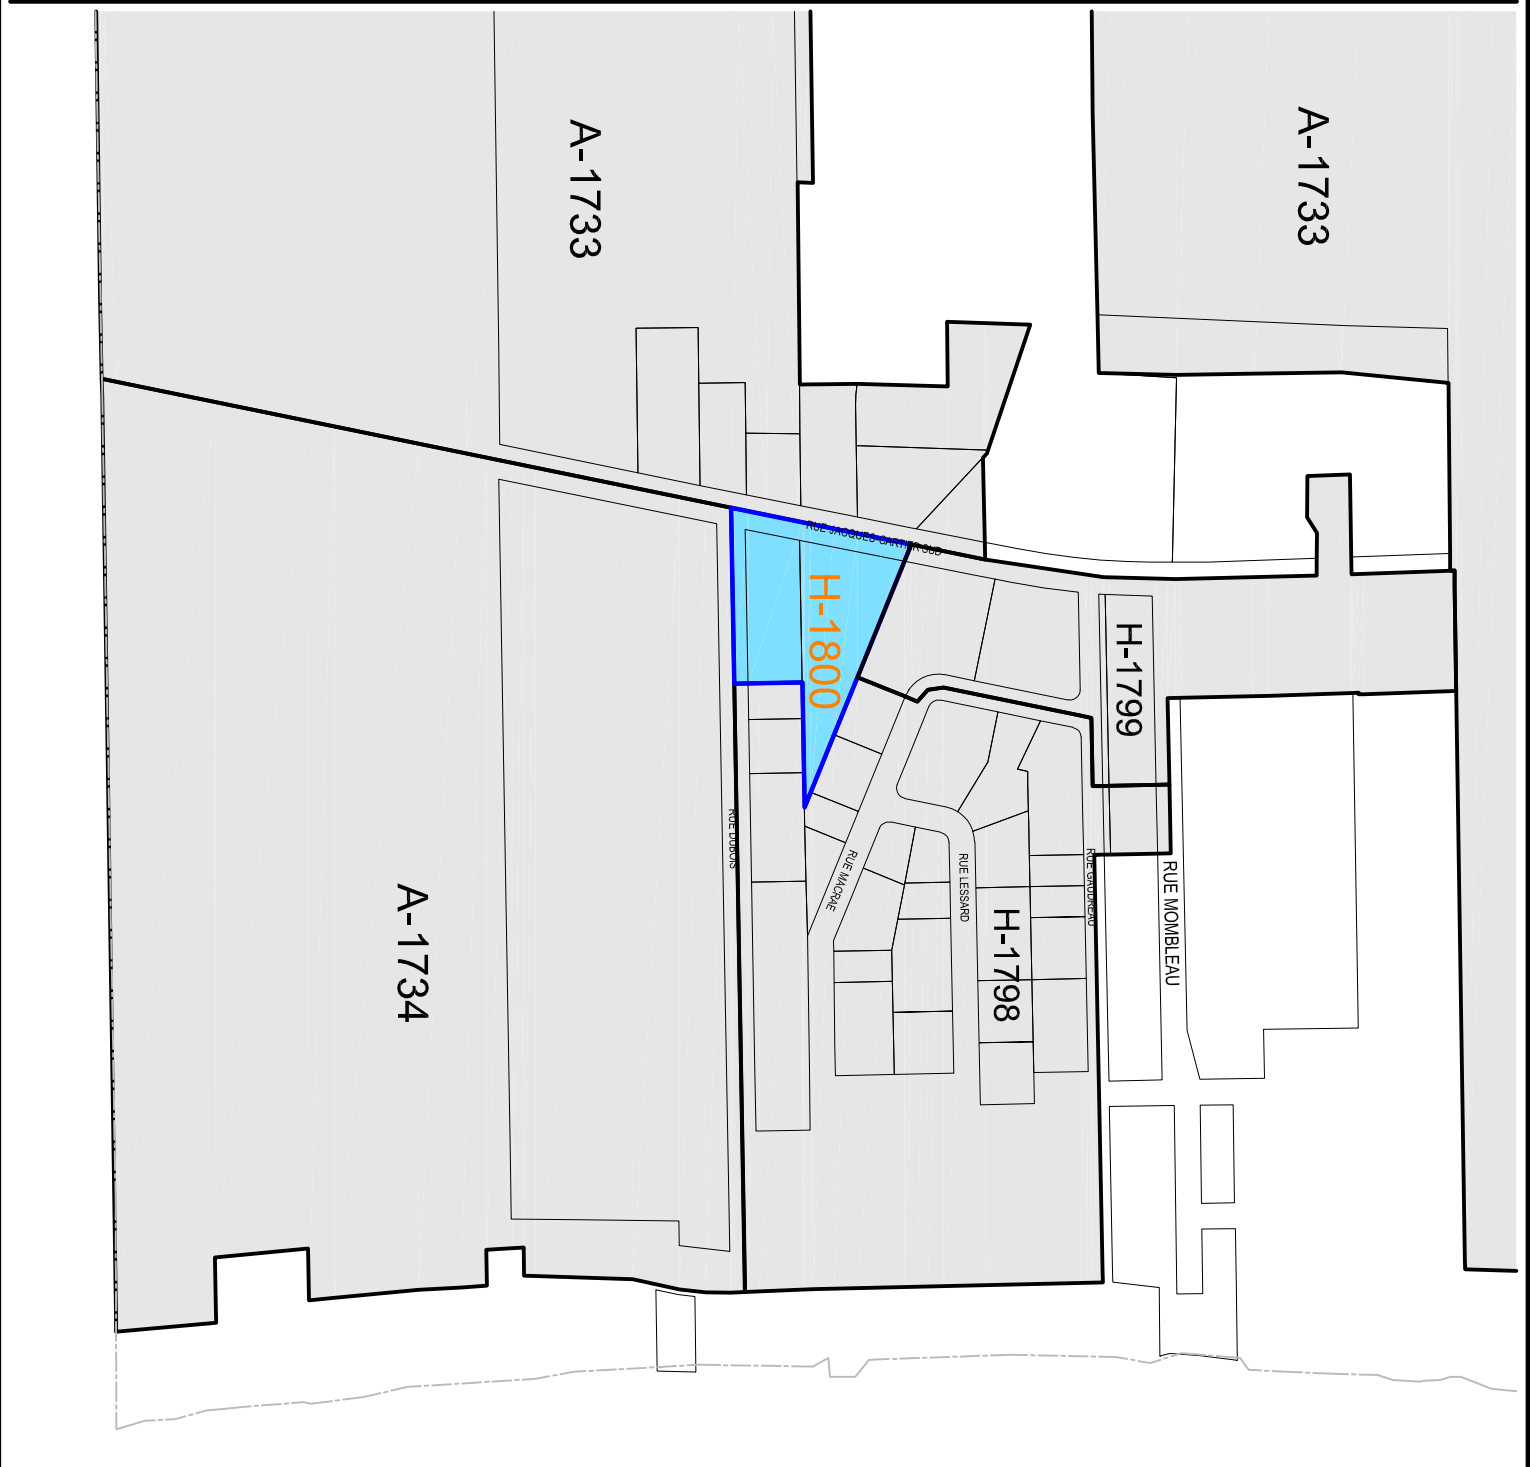 A-1733
A-1733
RUE JACQUES-CARTIER SUD
H-1800
H-1799
RUE DUBOIS
RUE MACRAE
RUE LESSARD
RUE GAUDREAU
RUE MOMBLEAU
A-1734
H-1798